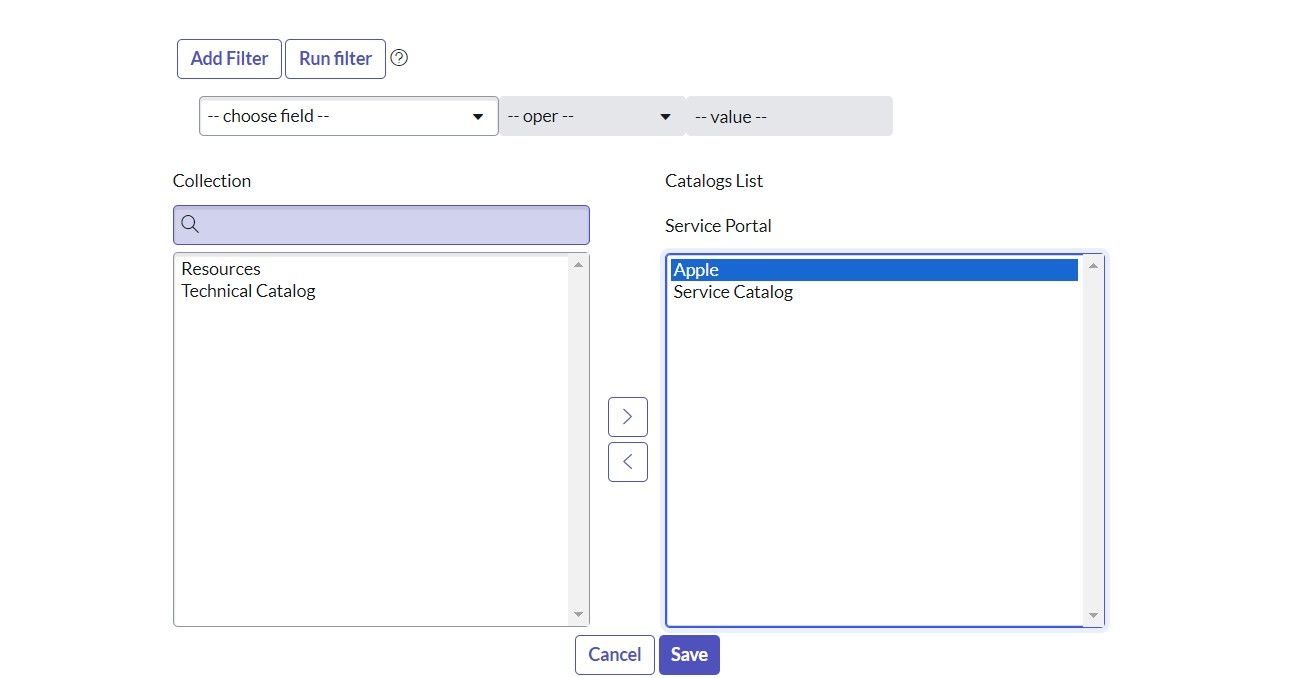 Add Filter Run filter
-- choose field -- -- oper -- -- value --
Collection
Catalogs List
Service Portal
Resources
Technical Catalog
Apple
Service Catalog
Cancel Save